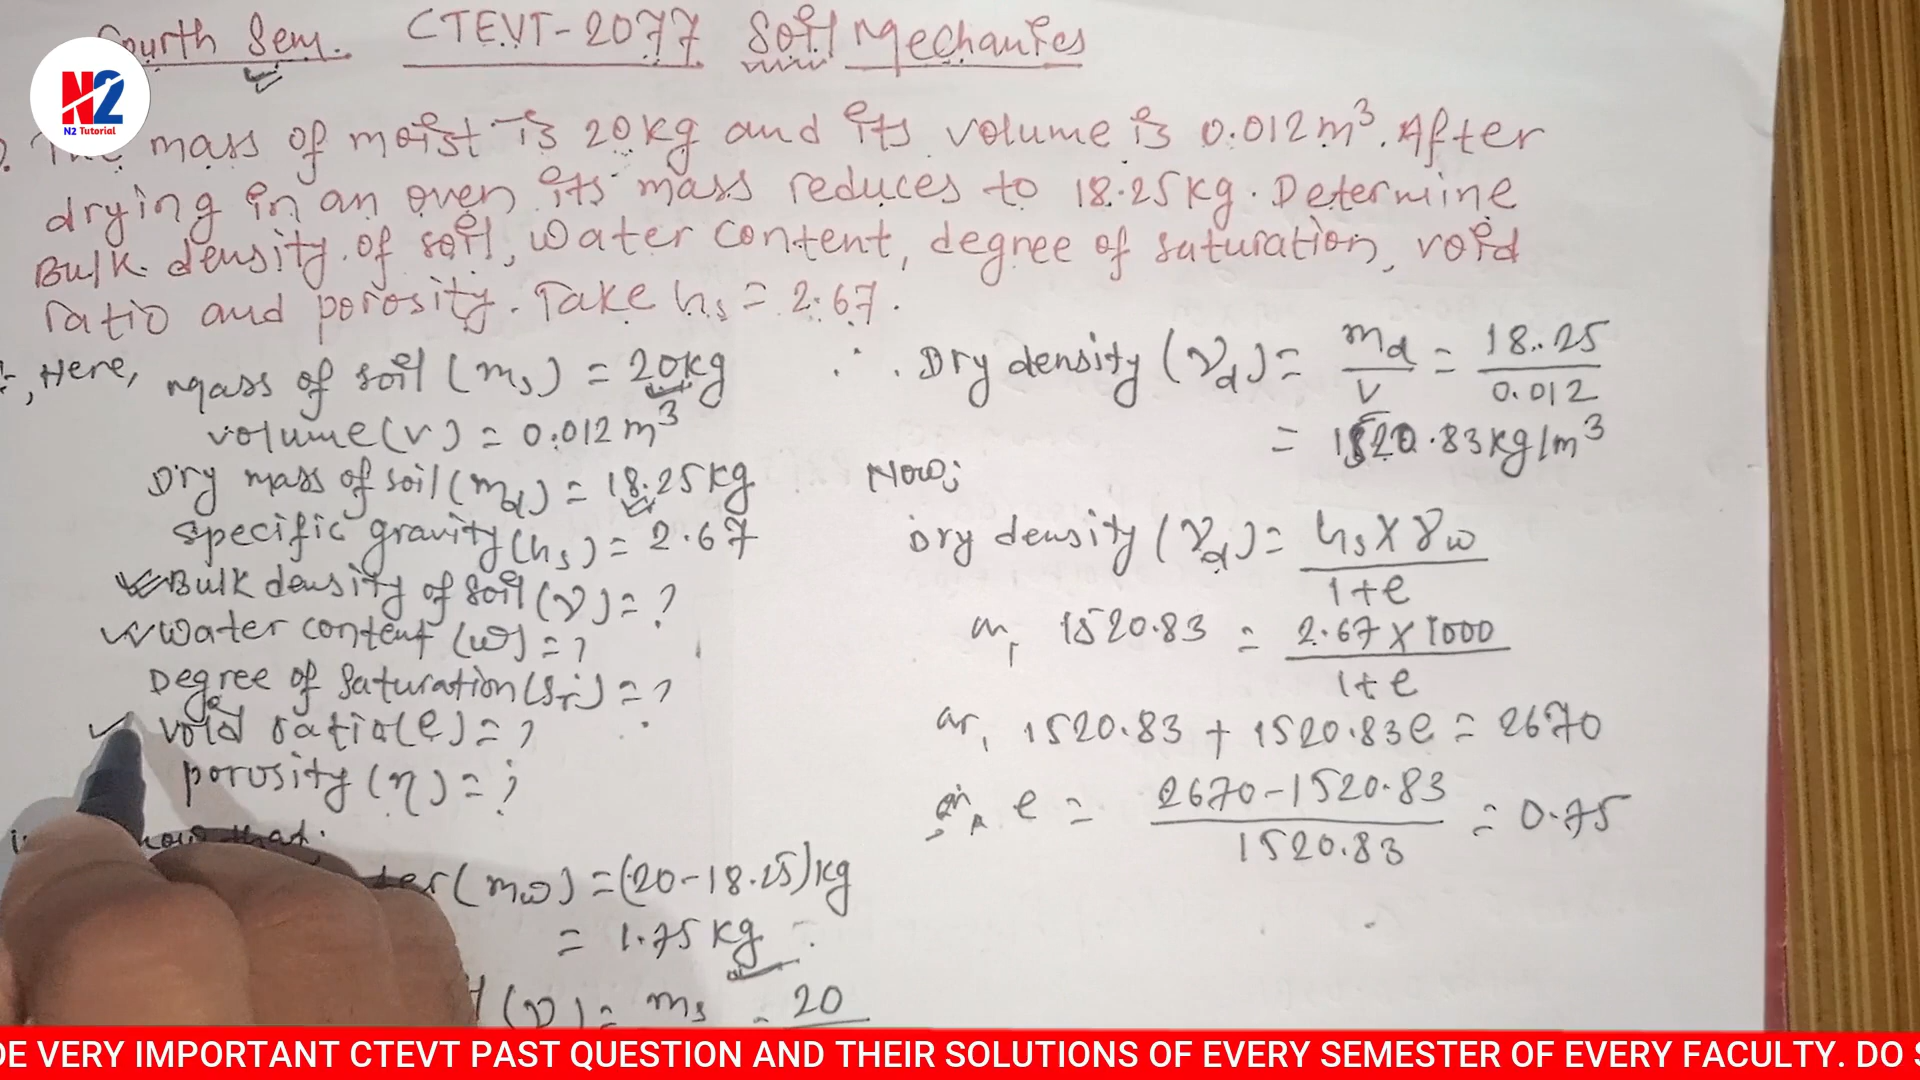 Fourth Sem. CTEVT-2077 Soil Mechanics
N2
N2 Tutorial
The mass of moist is 20kg and its volume is 0.012m³. After
drying in an oven its mass reduces to 18.25kg. Determine
Bulk density of soil, water content, degree of saturation, void
ratio and porosity. Take Gs = 2.67.
Here, mass of soil (ms) = 20kg
volume (v) = 0.012m³
Dry mass of soil (md) = 18.25kg
specific gravity (Gs) = 2.67
Bulk density of soil (γ) = ?
Water content (w) = ?
Degree of saturation (Sr) = ?
void ratio (e) = ?
porosity (η) = ?
(mw) = (20-18.25)kg
= 1.75kg
(γ) = ms = 20
∴ Dry density (γd) = md/v = 18.25/0.012
= 1520.83kg/m³
Now;
Dry density (γd) = Gs×γw/1+e
or, 1520.83 = 2.67×1000/1+e
or, 1520.83 + 1520.83e = 2670
or, e = 2670-1520.83/1520.83 = 0.75
DE VERY IMPORTANT CTEVT PAST QUESTION AND THEIR SOLUTIONS OF EVERY SEMESTER OF EVERY FACULTY. DO